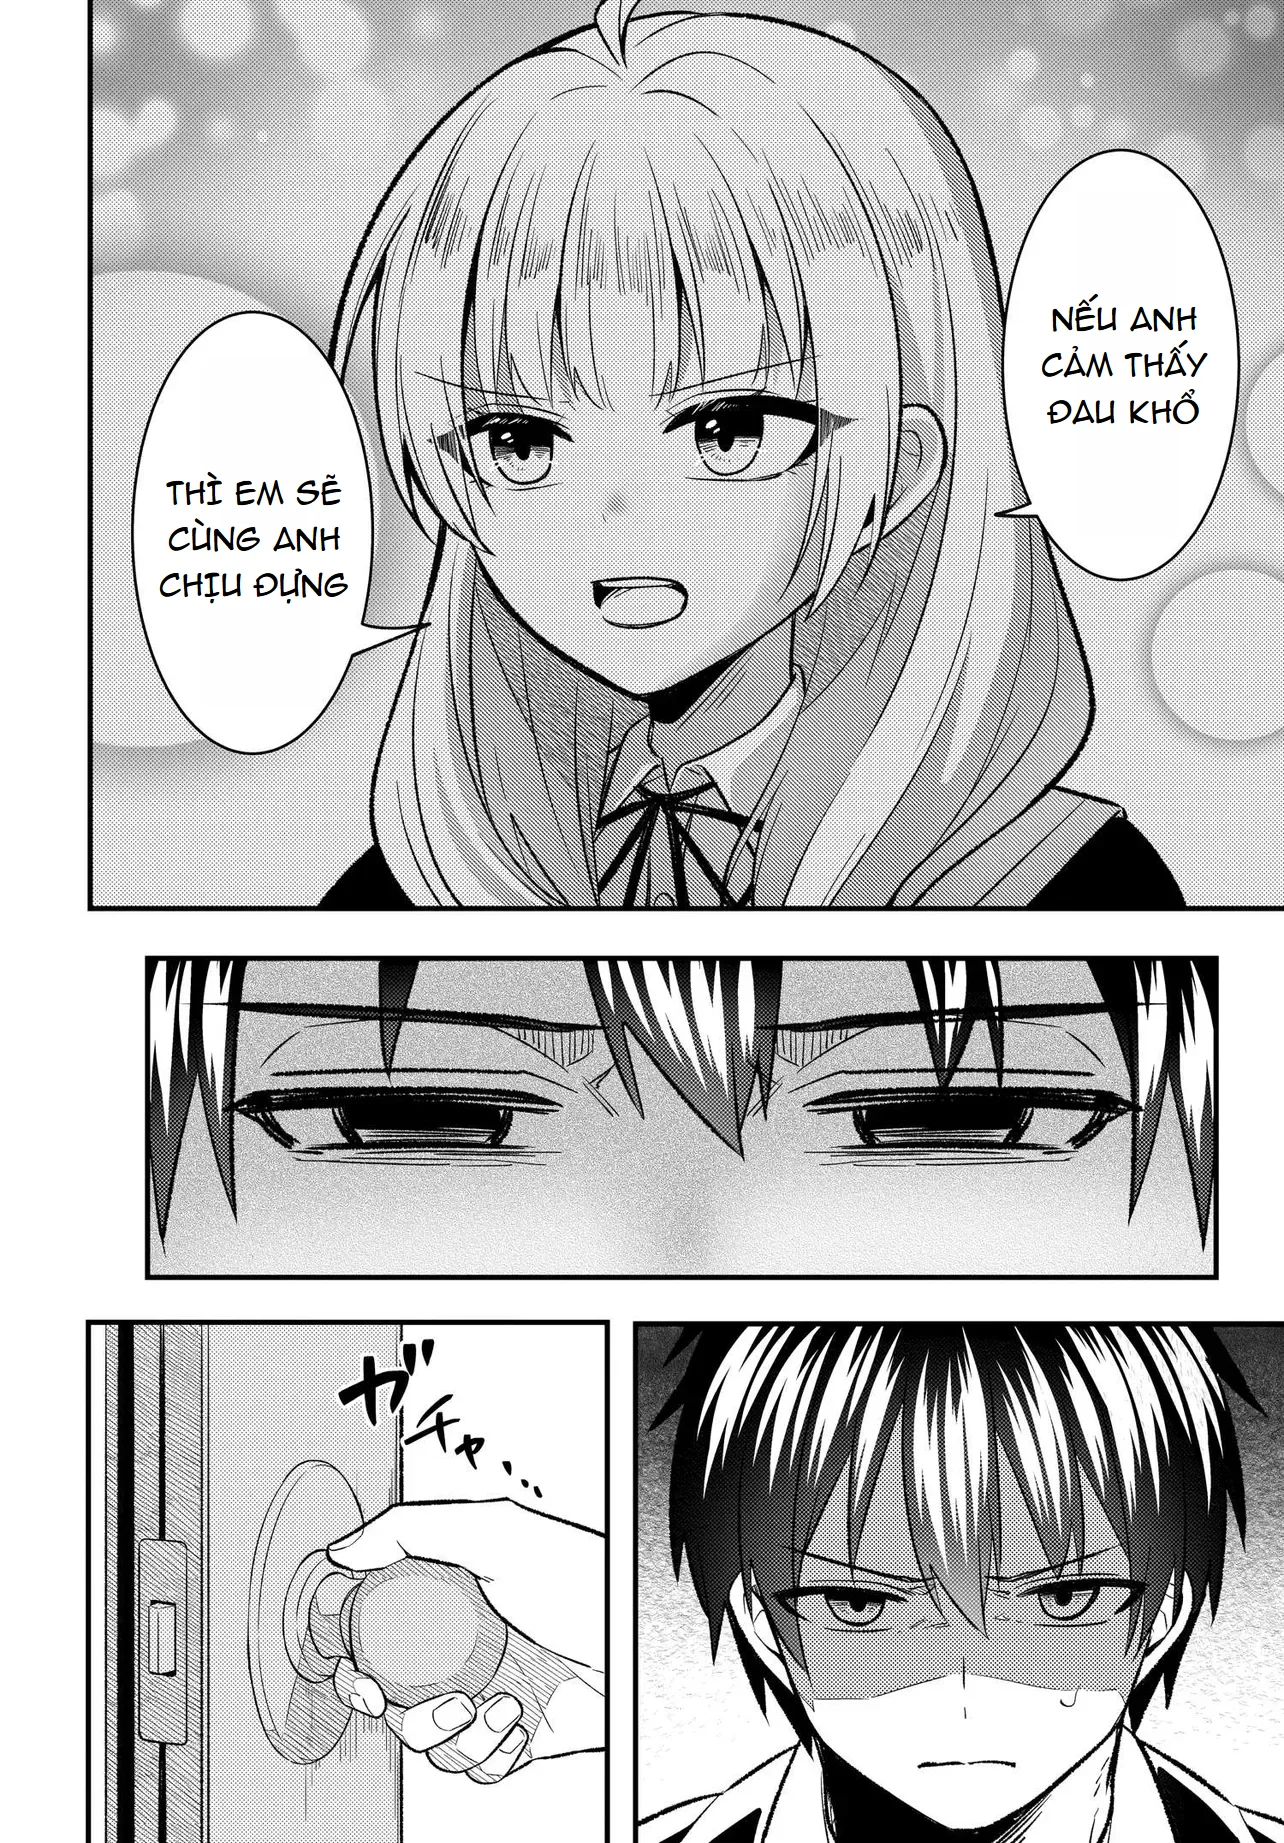 NẾU ANH
CẢM THẤY
ĐAU KHỔ
THÌ EM SẼ
CÙNG ANH
CHỊU ĐỰNG
ガチャ…